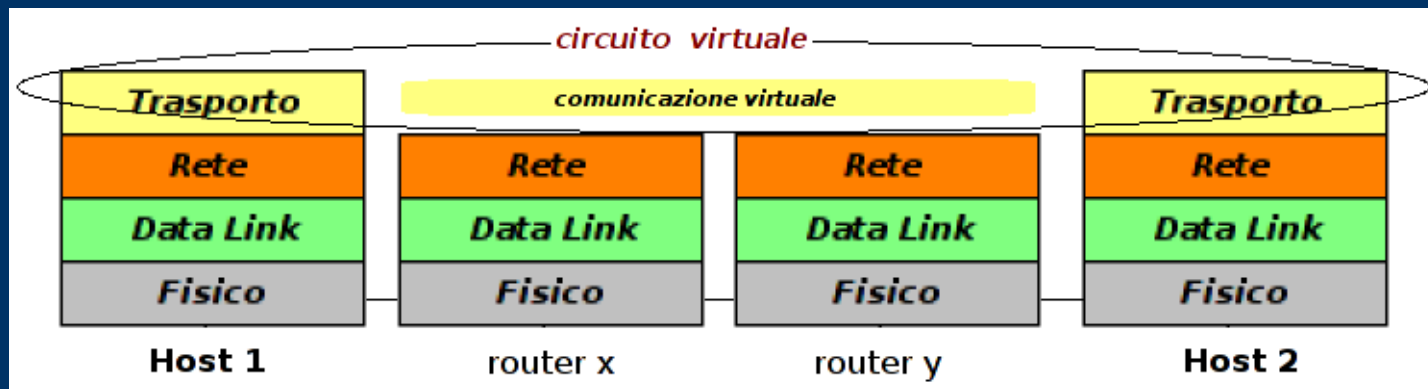 circuito virtuale
Trasporto comunicazione virtuale Trasporto
Rete Rete Rete Rete
Data Link Data Link Data Link Data Link
Fisico Fisico Fisico Fisico
Host 1 router x router y Host 2